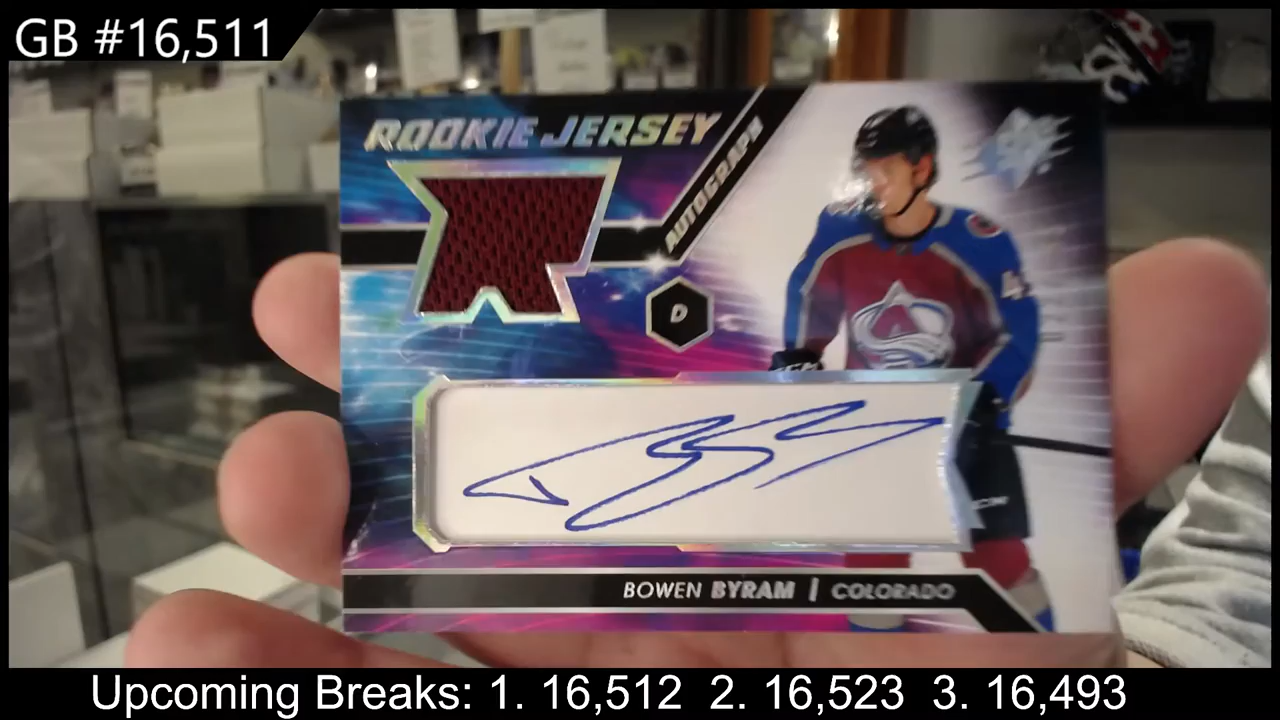 GB #16,511
ROOKIE JERSEY
AUTOGRAPH
SPX
D
BOWEN BYRAM | COLORADO
Upcoming Breaks: 1. 16,512 2. 16,523 3. 16,493